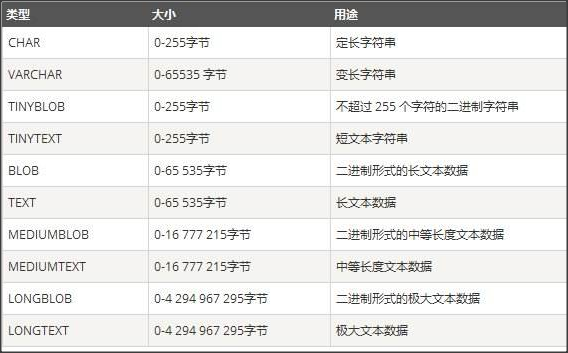 类型 大小 用途
CHAR 0-255字节 定长字符串
VARCHAR 0-65535 字节 变长字符串
TINYBLOB 0-255字节 不超过 255 个字符的二进制字符串
TINYTEXT 0-255字节 短文本字符串
BLOB 0-65 535字节 二进制形式的长文本数据
TEXT 0-65 535字节 长文本数据
MEDIUMBLOB 0-16 777 215字节 二进制形式的中等长度文本数据
MEDIUMTEXT 0-16 777 215字节 中等长度文本数据
LONGBLOB 0-4 294 967 295字节 二进制形式的极大文本数据
LONGTEXT 0-4 294 967 295字节 极大文本数据